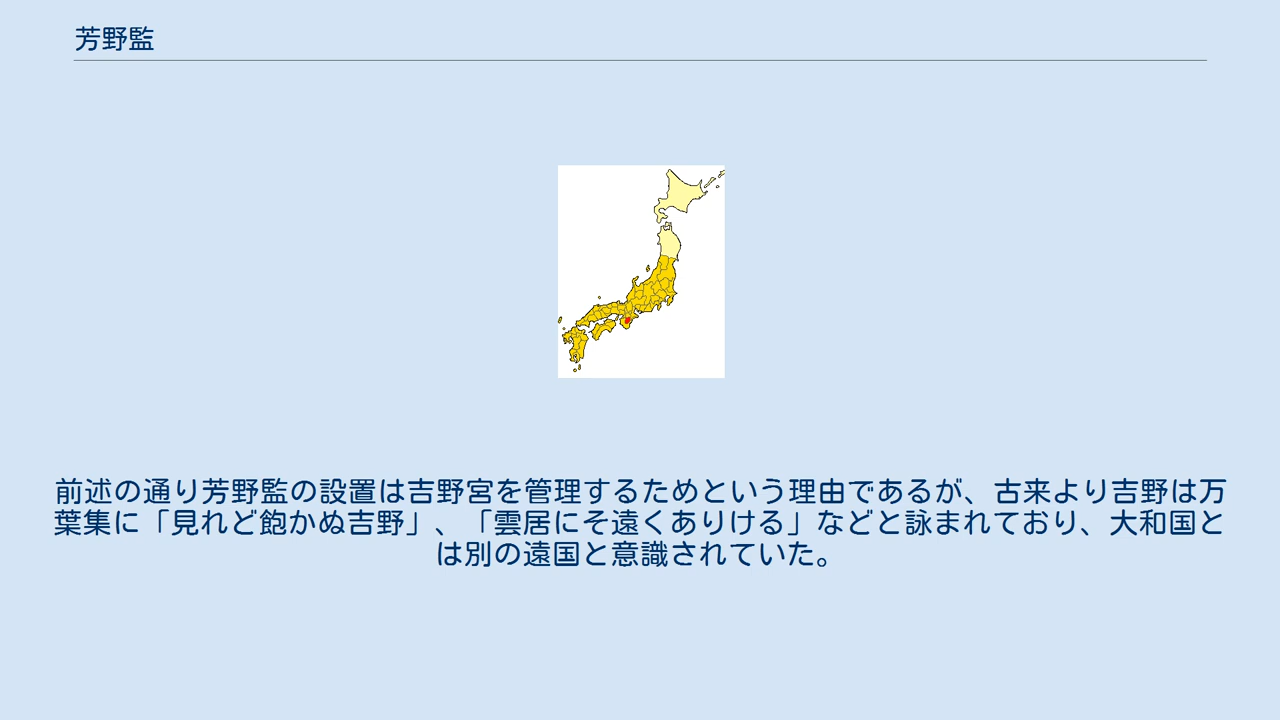 芳野監
前述の通り芳野監の設置は吉野宮を管理するためという理由であるが、古来より吉野は万
葉集に「見れど飽かぬ吉野」、「雲居にそ遠くありける」などと詠まれており、大和国と
は別の遠国と意識されていた。